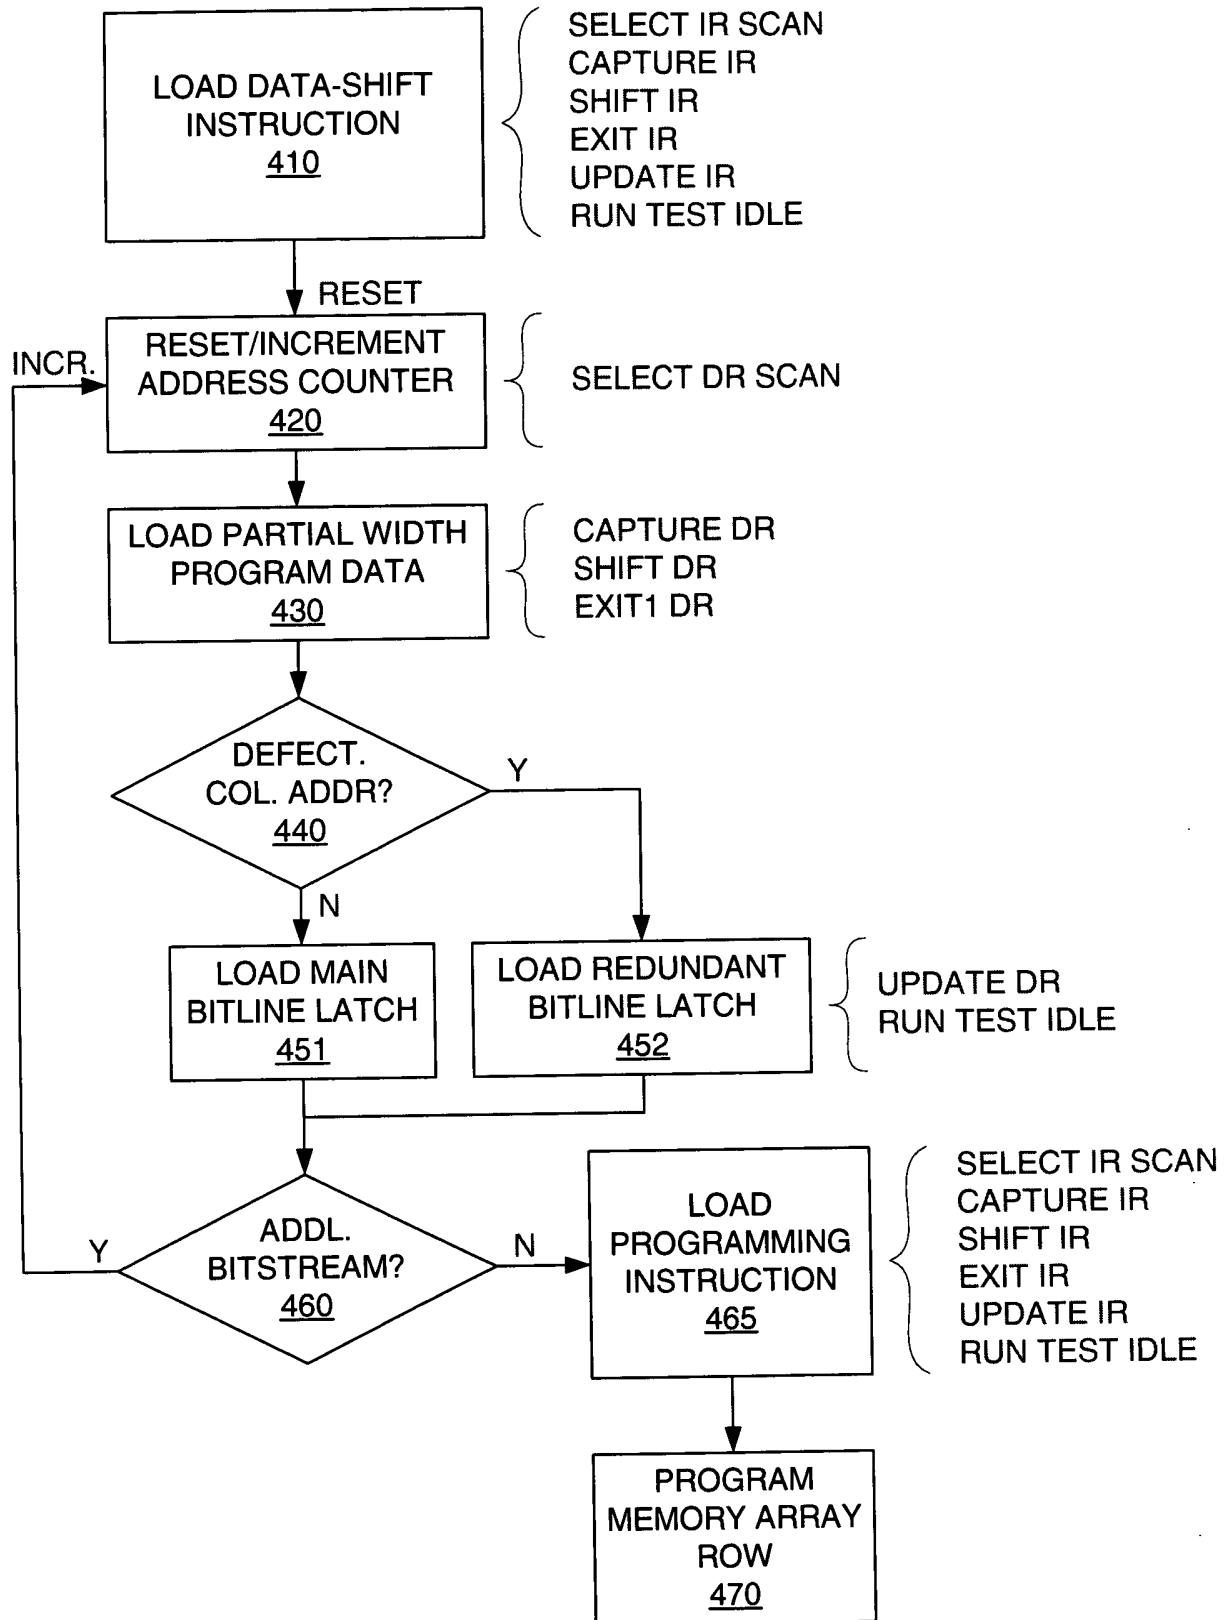 LOAD DATA-SHIFT
INSTRUCTION
410
SELECT IR SCAN
CAPTURE IR
SHIFT IR
EXIT IR
UPDATE IR
RUN TEST IDLE
RESET
INCR.
RESET/INCREMENT
ADDRESS COUNTER
420
SELECT DR SCAN
LOAD PARTIAL WIDTH
PROGRAM DATA
430
CAPTURE DR
SHIFT DR
EXIT1 DR
DEFECT.
COL. ADDR?
440
Y
N
LOAD MAIN
BITLINE LATCH
451
LOAD REDUNDANT
BITLINE LATCH
452
UPDATE DR
RUN TEST IDLE
ADDL.
BITSTREAM?
460
Y
N
LOAD
PROGRAMMING
INSTRUCTION
465
SELECT IR SCAN
CAPTURE IR
SHIFT IR
EXIT IR
UPDATE IR
RUN TEST IDLE
PROGRAM
MEMORY ARRAY
ROW
470